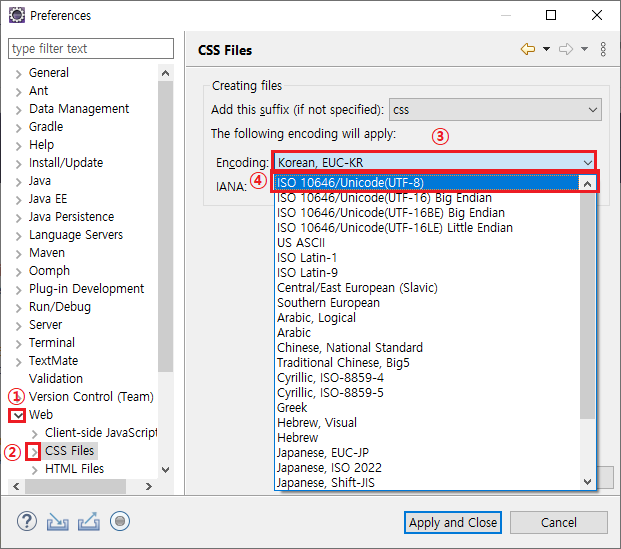 Preferences
type filter text
General
Ant
Data Management
Gradle
Help
Install/Update
Java
Java EE
Java Persistence
Language Servers
Maven
Oomph
Plug-in Development
Run/Debug
Server
Terminal
TextMate
Validation
① Version Control (Team)
Web
Client-side JavaScript
② CSS Files
HTML Files
CSS Files
Creating files
Add this suffix (if not specified): css
The following encoding will apply:
③
Encoding: Korean, EUC-KR
IANA:
④ ISO 10646/Unicode(UTF-8)
ISO 10646/Unicode(UTF-16) Big Endian
ISO 10646/Unicode(UTF-16BE) Big Endian
ISO 10646/Unicode(UTF-16LE) Little Endian
US ASCII
ISO Latin-1
ISO Latin-9
Central/East European (Slavic)
Southern European
Arabic, Logical
Arabic
Chinese, National Standard
Traditional Chinese, Big5
Cyrillic, ISO-8859-4
Cyrillic, ISO-8859-5
Greek
Hebrew, Visual
Hebrew
Japanese, EUC-JP
Japanese, ISO 2022
Japanese, Shift-JIS
Apply and Close
Cancel